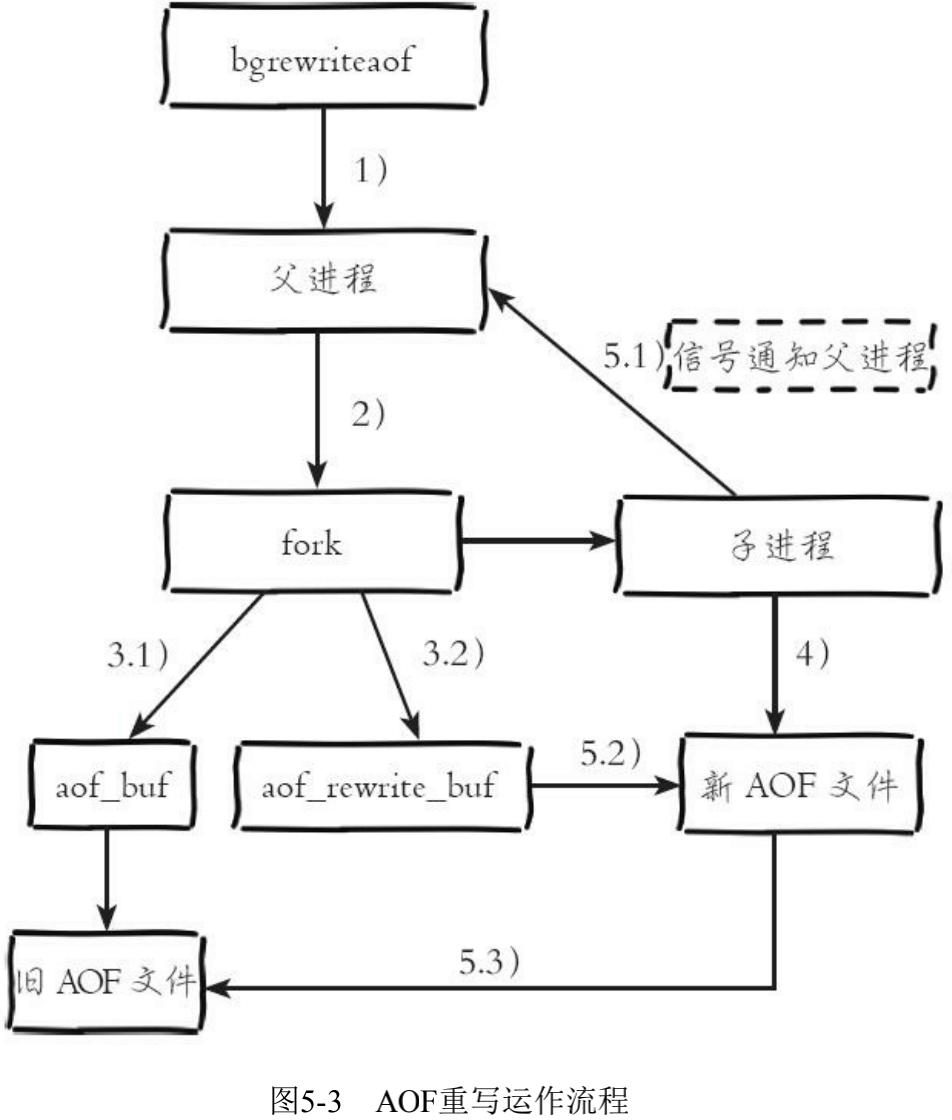 bgrewriteaof
1)
父进程
5.1)信号通知父进程
2)
fork
子进程
3.1)
3.2)
4)
aof_buf
aof_rewrite_buf
5.2)
新 AOF 文件
旧 AOF 文件
5.3)
图5-3 AOF重写运作流程